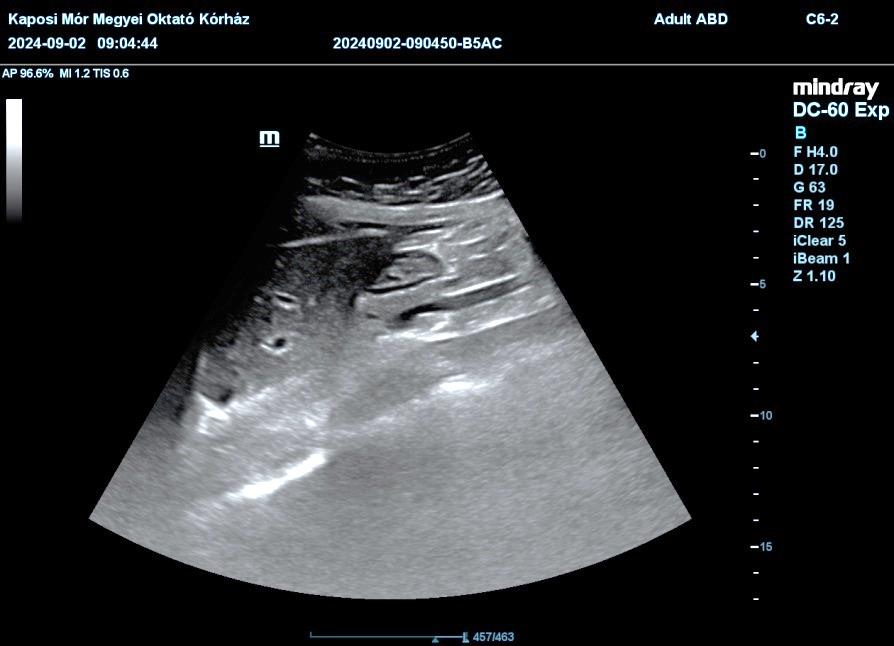 Kaposi Mór Megyei Oktató Kórház
Adult ABD
C6-2
2024-09-02 09:04:44
20240902-090450-B5AC
AP 96.6% MI 1.2 TIS 0.6
mindray
DC-60 Exp
m
B
F H4.0
D 17.0
G 63
FR 19
DR 125
iClear 5
iBeam 1
Z 1.10
0
5
10
15
457/463